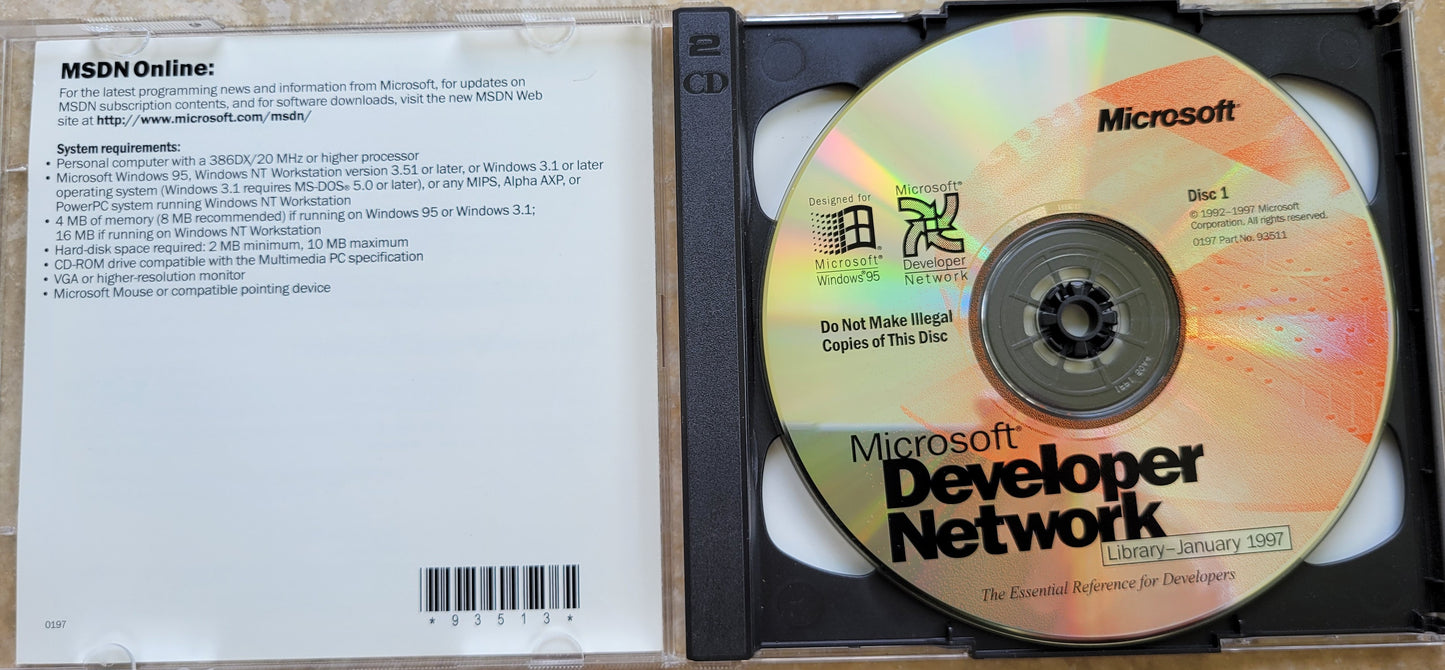 MSDN Online:
For the latest programming news and information from Microsoft, for updates on
MSDN subscription contents, and for software downloads, visit the new MSDN Web
site at http://www.microsoft.com/msdn/
System requirements:
• Personal computer with a 386DX/20 MHz or higher processor
• Microsoft Windows 95, Windows NT Workstation version 3.51 or later, or Windows 3.1 or later
operating system (Windows 3.1 requires MS-DOS® 5.0 or later), or any MIPS, Alpha AXP, or
PowerPC system running Windows NT Workstation
• 4 MB of memory (8 MB recommended) if running on Windows 95 or Windows 3.1;
16 MB if running on Windows NT Workstation
• Hard-disk space required: 2 MB minimum, 10 MB maximum
• CD-ROM drive compatible with the Multimedia PC specification
• VGA or higher-resolution monitor
• Microsoft Mouse or compatible pointing device
* 9 3 5 1 3 *
0197
2
CD
Microsoft®
Designed for
Microsoft®
Windows®95
Microsoft®
Developer
Network
Disc 1
© 1992–1997 Microsoft
Corporation. All rights reserved.
0197 Part No. 93511
Do Not Make Illegal
Copies of This Disc
Microsoft®
Developer
Network
Library–January 1997
The Essential Reference for Developers